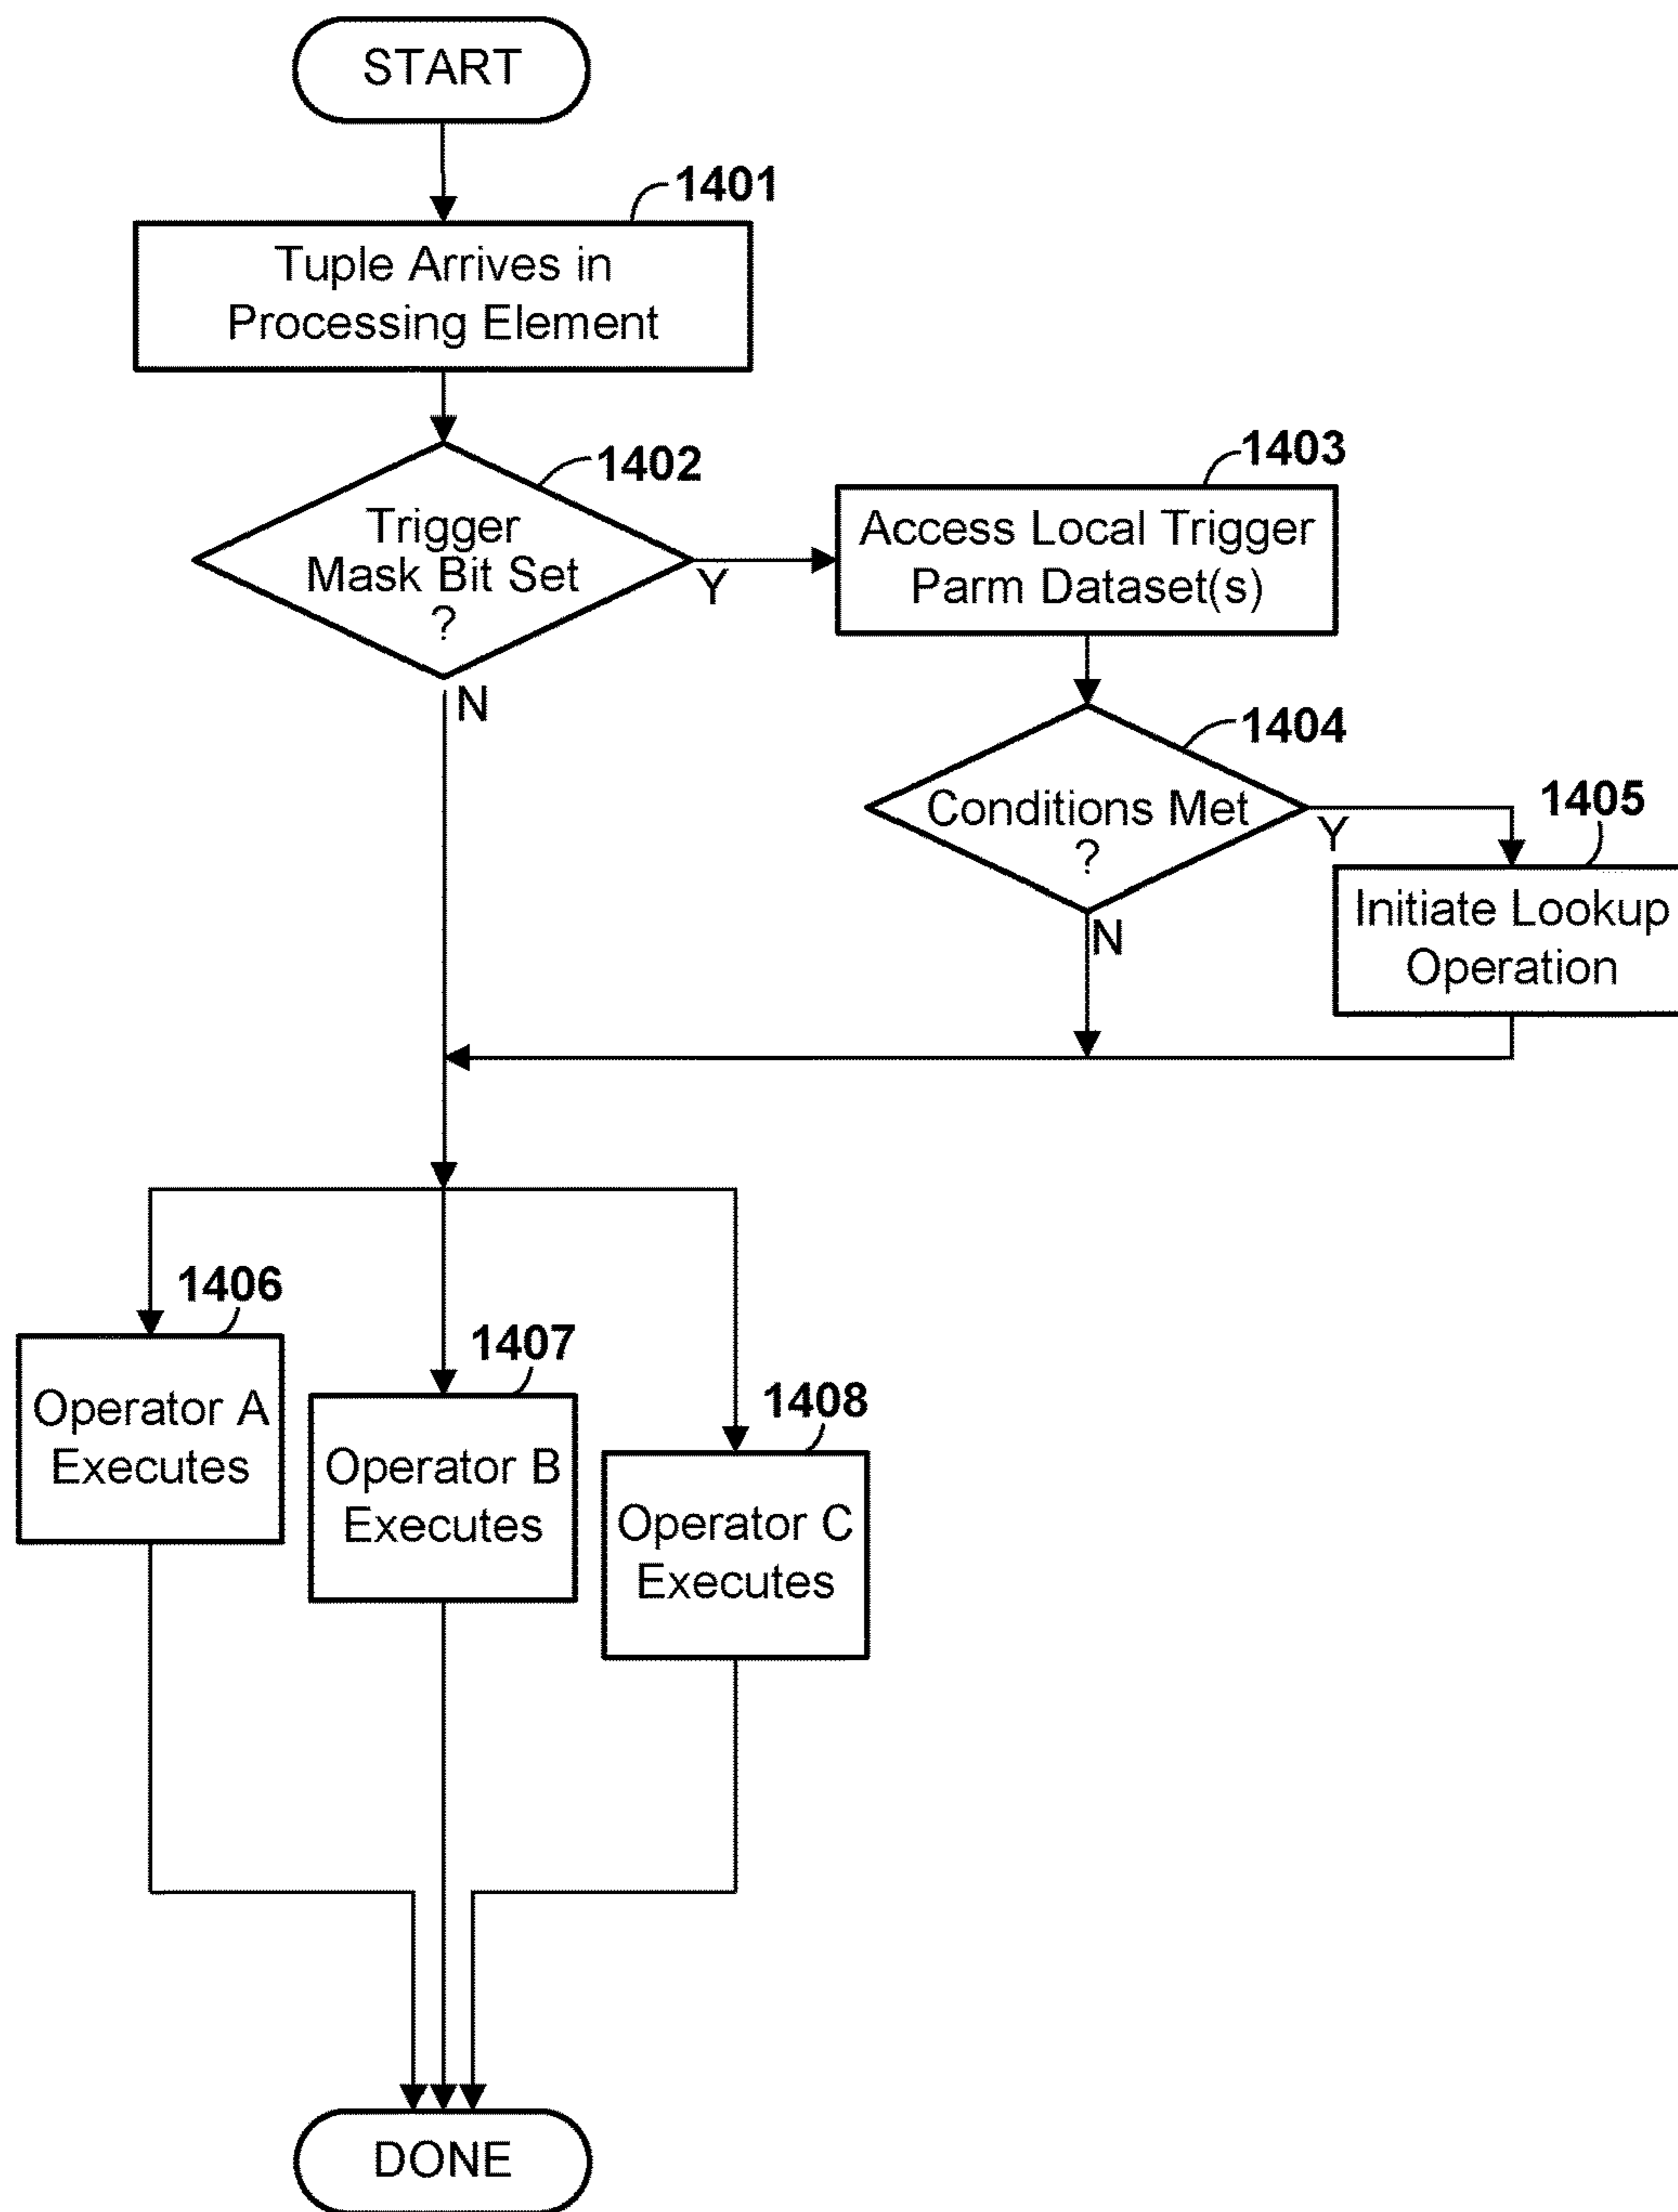 START
1401
Tuple Arrives in
Processing Element
1402
Trigger
Mask Bit Set
?
Y
N
1403
Access Local Trigger
Parm Dataset(s)
1404
Conditions Met
?
Y
N
1405
Initiate Lookup
Operation
1406
Operator A
Executes
1407
Operator B
Executes
1408
Operator C
Executes
DONE